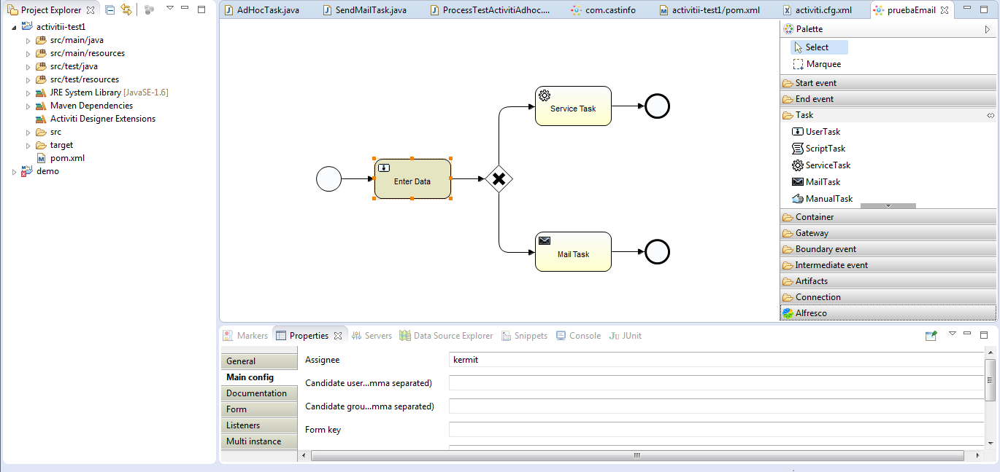 Project Explorer
activitii-test1
src/main/java
src/main/resources
src/test/java
src/test/resources
JRE System Library [JavaSE-1.6]
Maven Dependencies
Activiti Designer Extensions
src
target
pom.xml
demo
AdHocTask.java
SendMailTask.java
ProcessTestActivitiAdhoc....
com.castinfo
activitii-test1/pom.xml
activiti.cfg.xml
pruebaEmail
Service Task
Enter Data
Mail Task
Palette
Select
Marquee
Start event
End event
Task
UserTask
ScriptTask
ServiceTask
MailTask
ManualTask
Container
Gateway
Boundary event
Intermediate event
Artifacts
Connection
Alfresco
Markers
Properties
Servers
Data Source Explorer
Snippets
Console
JUnit
General
Main config
Documentation
Form
Listeners
Multi instance
Assignee
kermit
Candidate user...mma separated)
Candidate grou...mma separated)
Form key